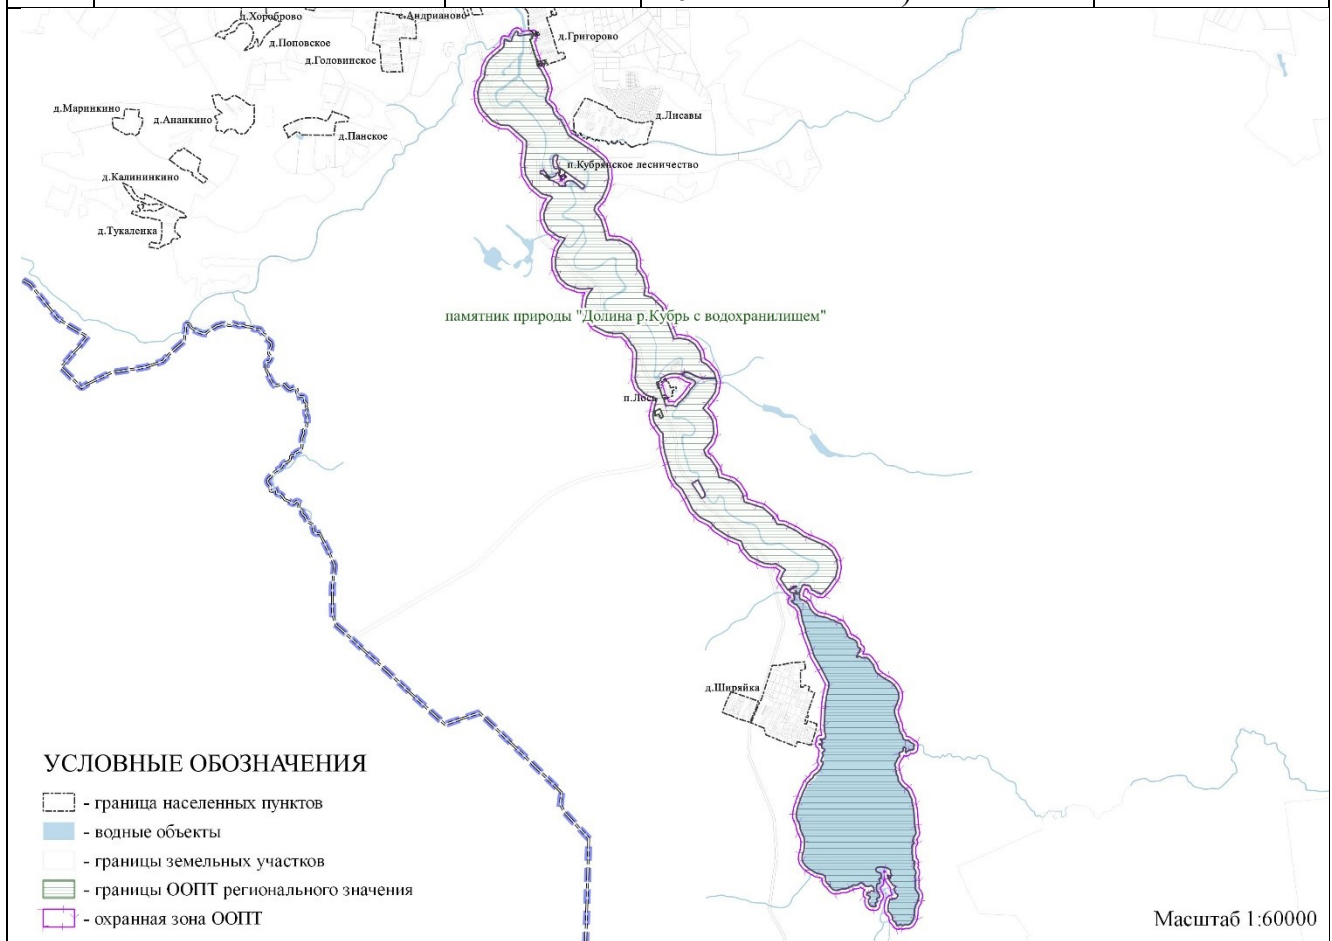 д.Хороброво
с.Андрианово
д.Григорово
д.Поповское
д.Головинское
д.Маринкино
д.Ананкино
д.Лисавы
д.Панское
п.Кубрянское лесничество
д.Калининкино
д.Тукаленка
памятник природы "Долина р.Кубрь с водохранилищем"
п.Лось
д.Ширяйка
УСЛОВНЫЕ ОБОЗНАЧЕНИЯ
- граница населенных пунктов
- водные объекты
- границы земельных участков
- границы ООПТ регионального значения
- охранная зона ООПТ
Масштаб 1:60000